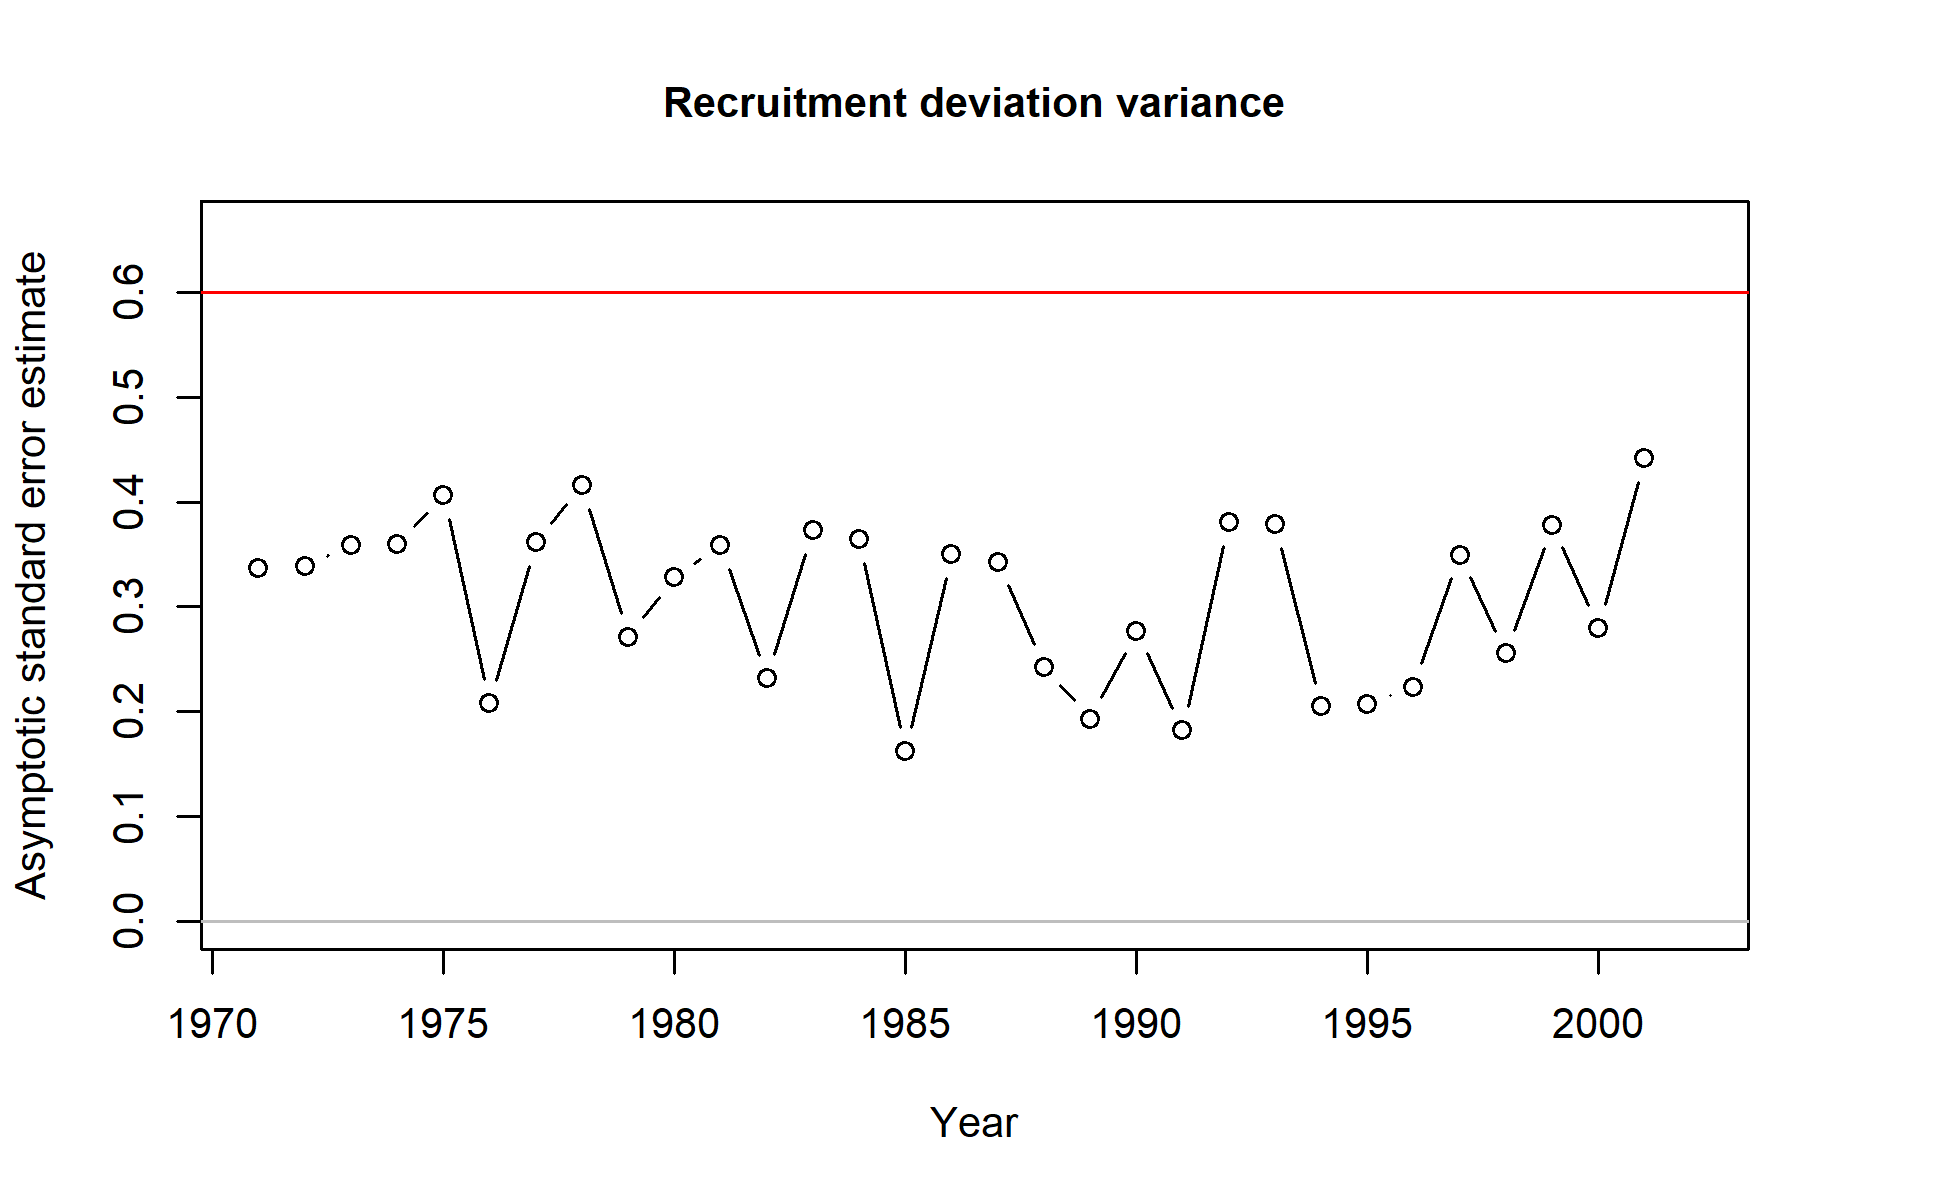 Recruitment deviation variance
Asymptotic standard error estimate
0.6
0.5
0.4
0.3
0.2
0.1
0.0
1970 1975 1980 1985 1990 1995 2000
Year